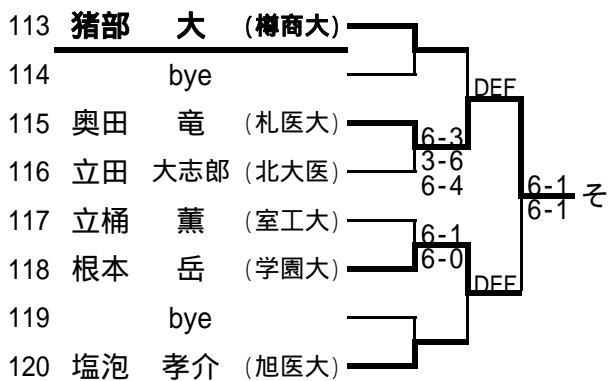 113 猪部 大 (樽商大)
114 bye
DEF
115 奥田 竜 (札医大)
6-3
3-6
6-4
116 立田 大志郎 (北大医)
6-1
6-1
そ
117 立桶 薫 (室工大)
6-1
6-0
118 根本 岳 (学園大)
DEF
119 bye
120 塩泡 孝介 (旭医大)